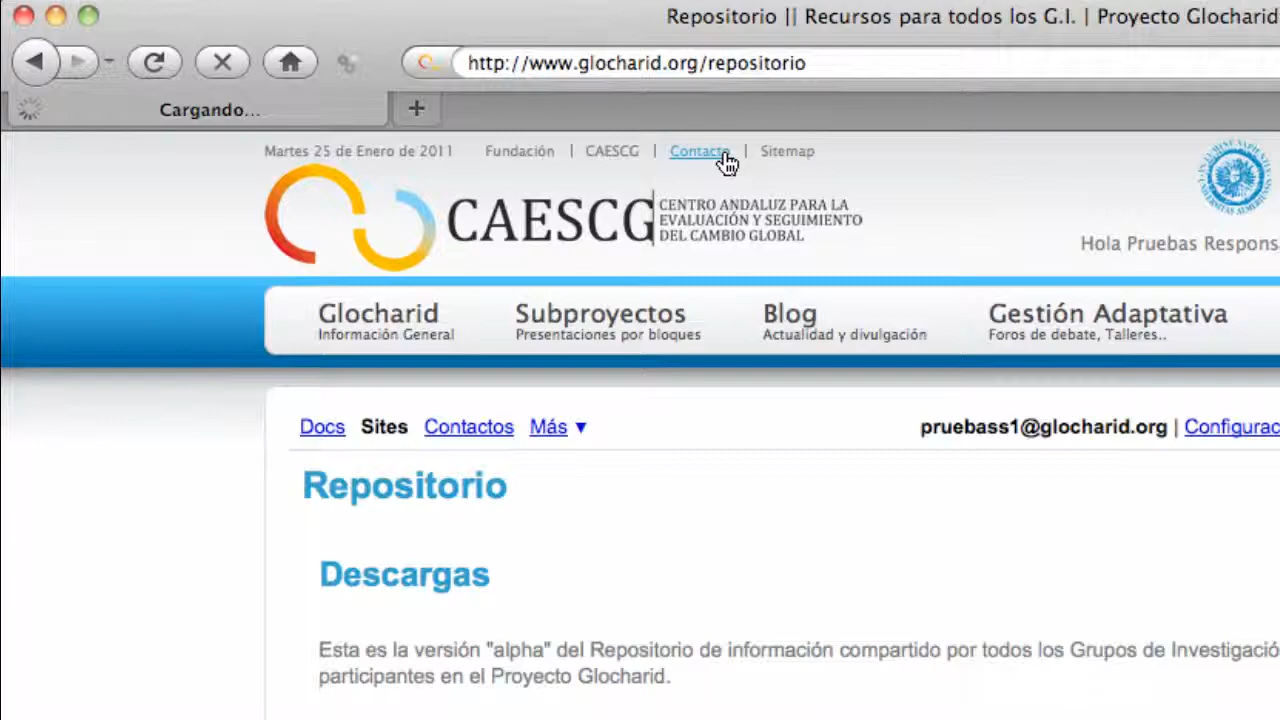 Repositorio || Recursos para todos los G.I. | Proyecto Glocharid
http://www.glocharid.org/repositorio
Cargando...
Martes 25 de Enero de 2011 Fundación | CAESCG | Contacto | Sitemap
CAESCG
CENTRO ANDALUZ PARA LA
EVALUACIÓN Y SEGUIMIENTO
DEL CAMBIO GLOBAL
Hola Pruebas Respons
Glocharid Subproyectos Blog Gestión Adaptativa
Información General Presentaciones por bloques Actualidad y divulgación Foros de debate, Talleres..
Docs Sites Contactos Más ▼ pruebass1@glocharid.org | Configurac
Repositorio
Descargas
Esta es la versión "alpha" del Repositorio de información compartido por todos los Grupos de Investigació
participantes en el Proyecto Glocharid.